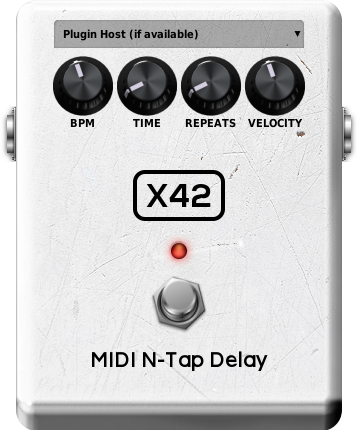 Plugin Host (if available)
BPM TIME REPEATS VELOCITY
X42
MIDI N-Tap Delay